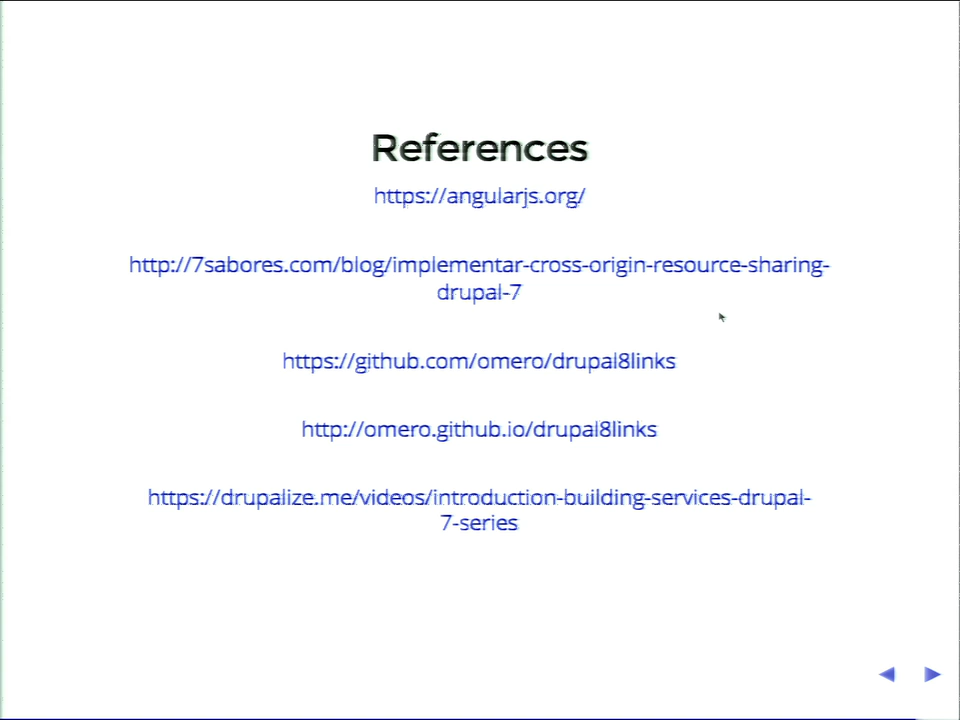 References
https://angularjs.org/
http://7sabores.com/blog/implementar-cross-origin-resource-sharing-
drupal-7
https://github.com/omero/drupal8links
http://omero.github.io/drupal8links
https://drupalize.me/videos/introduction-building-services-drupal-
7-series